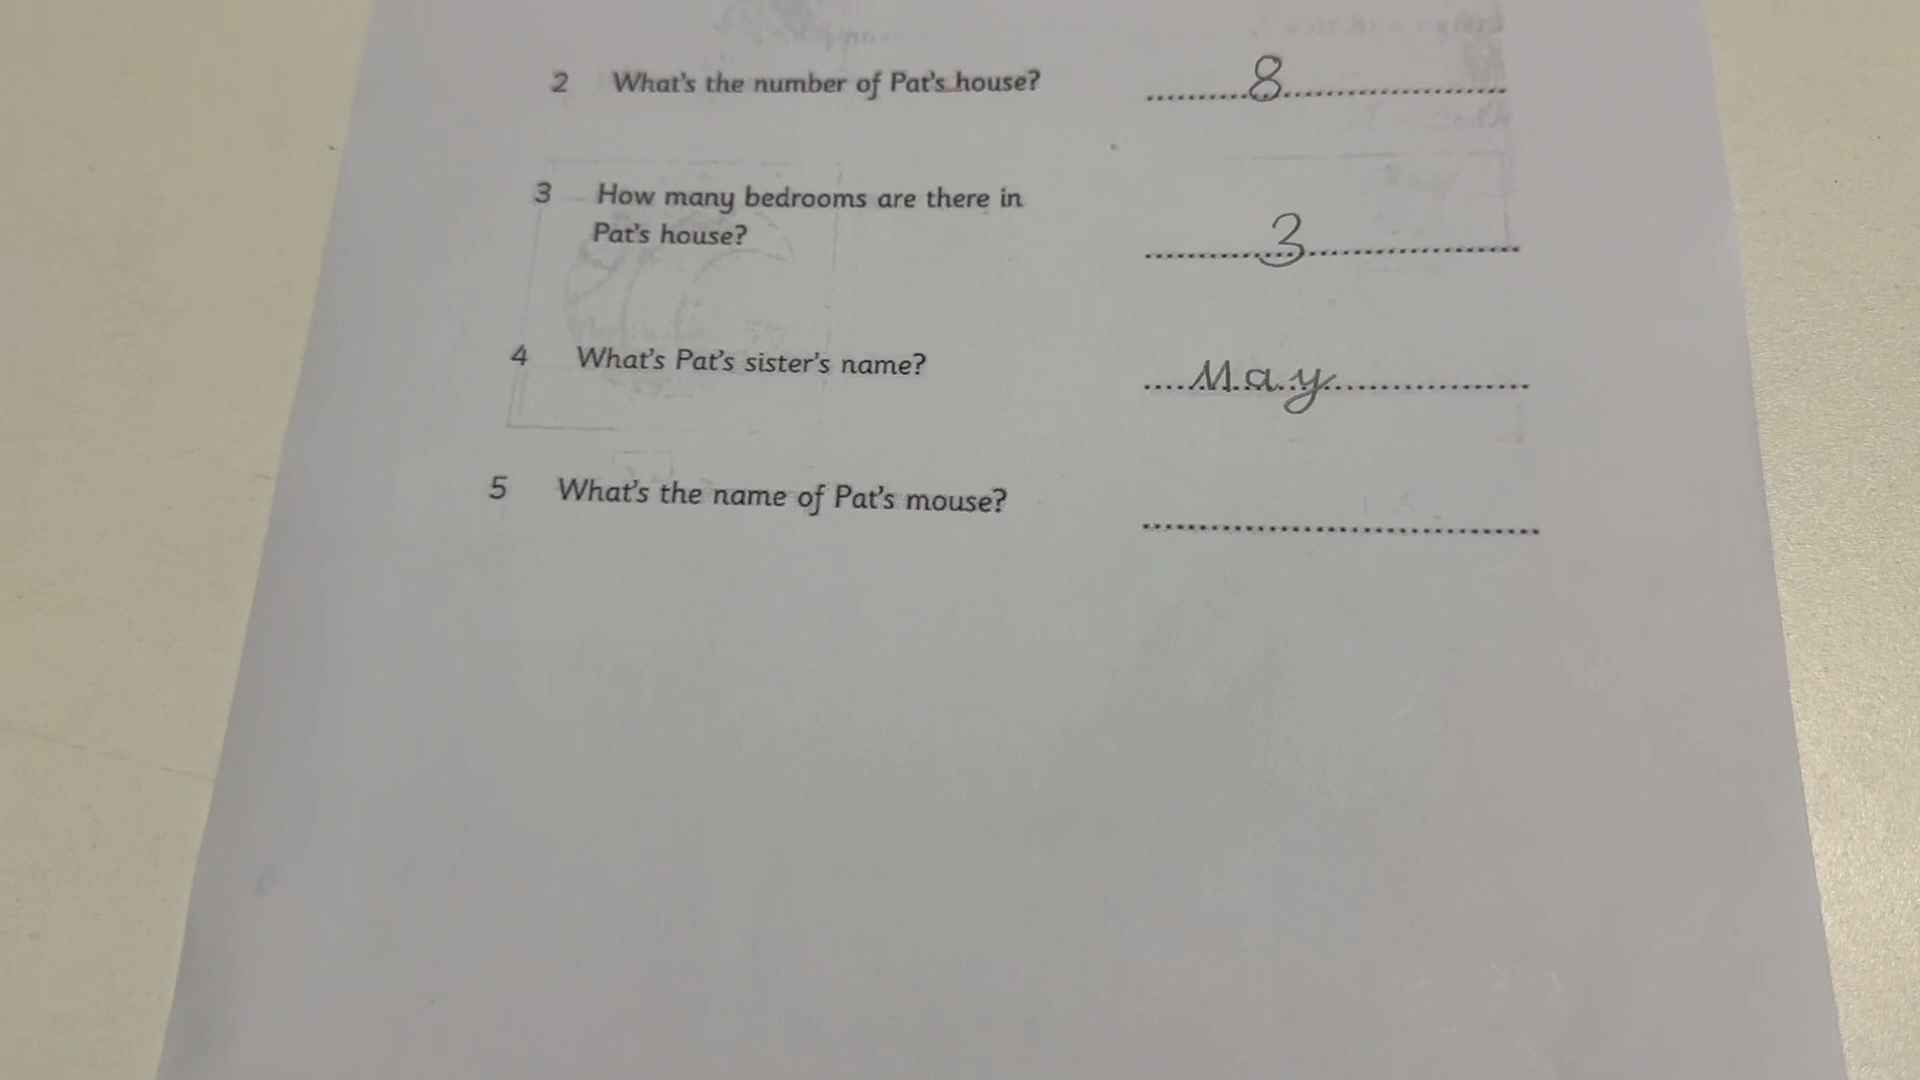 2 What's the number of Pat's house? 8
3 How many bedrooms are there in
Pat's house? 3
4 What's Pat's sister's name? May
5 What's the name of Pat's mouse?